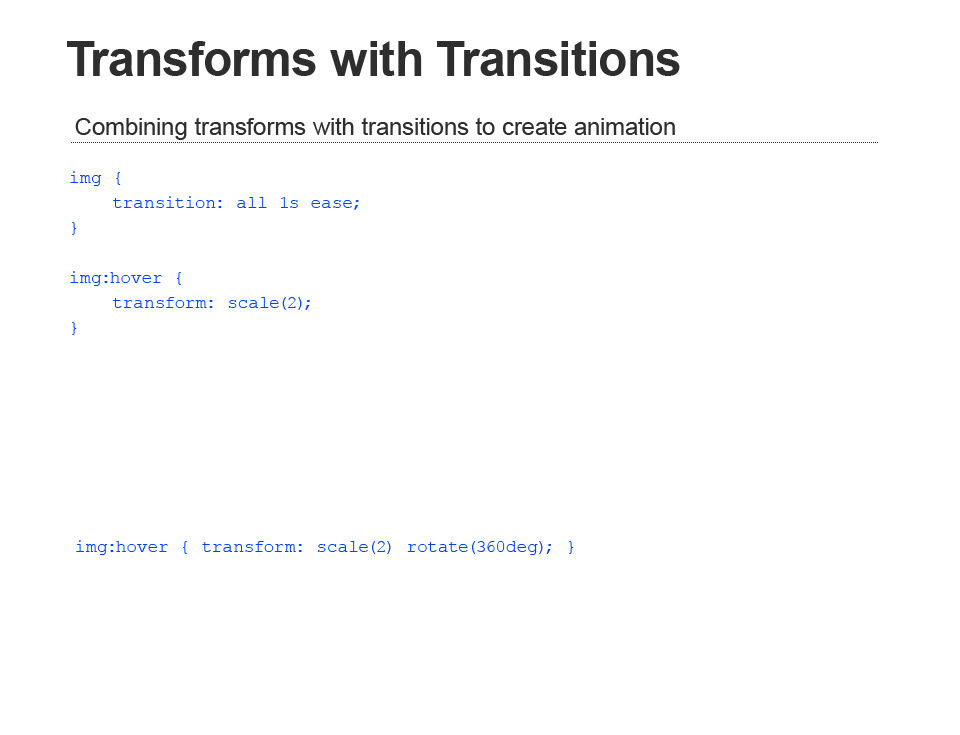 Transforms with Transitions
Combining transforms with transitions to create animation
img {
    transition: all 1s ease;
}
img:hover {
    transform: scale(2);
}
img:hover { transform: scale(2) rotate(360deg); }